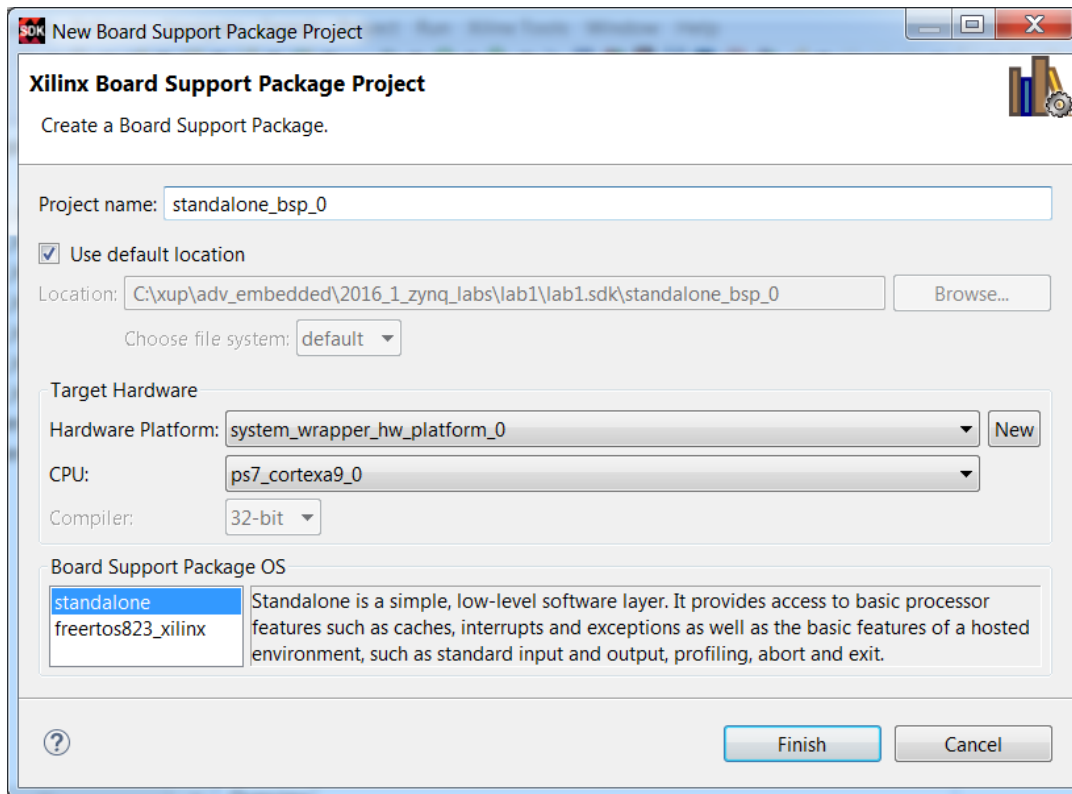 SDK New Board Support Package Project
Xilinx Board Support Package Project
Create a Board Support Package.
Project name: standalone_bsp_0
Use default location
Location: C:\xup\adv_embedded\2016_1_zynq_labs\lab1\lab1.sdk\standalone_bsp_0 Browse...
Choose file system: default
Target Hardware
Hardware Platform: system_wrapper_hw_platform_0 New
CPU: ps7_cortexa9_0
Compiler: 32-bit
Board Support Package OS
standalone Standalone is a simple, low-level software layer. It provides access to basic processor
freertos823_xilinx features such as caches, interrupts and exceptions as well as the basic features of a hosted
environment, such as standard input and output, profiling, abort and exit.
? Finish Cancel